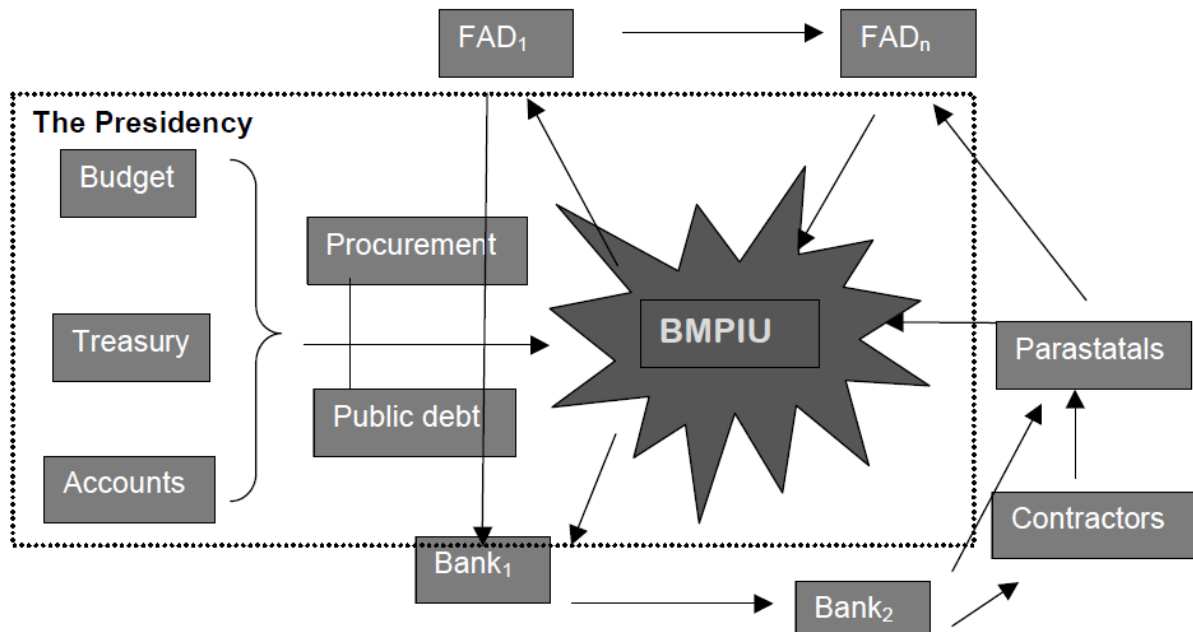 FAD₁
FADₙ
The Presidency
Budget
Procurement
Treasury
BMPIU
Parastatals
Public debt
Accounts
Contractors
Bank₁
Bank₂